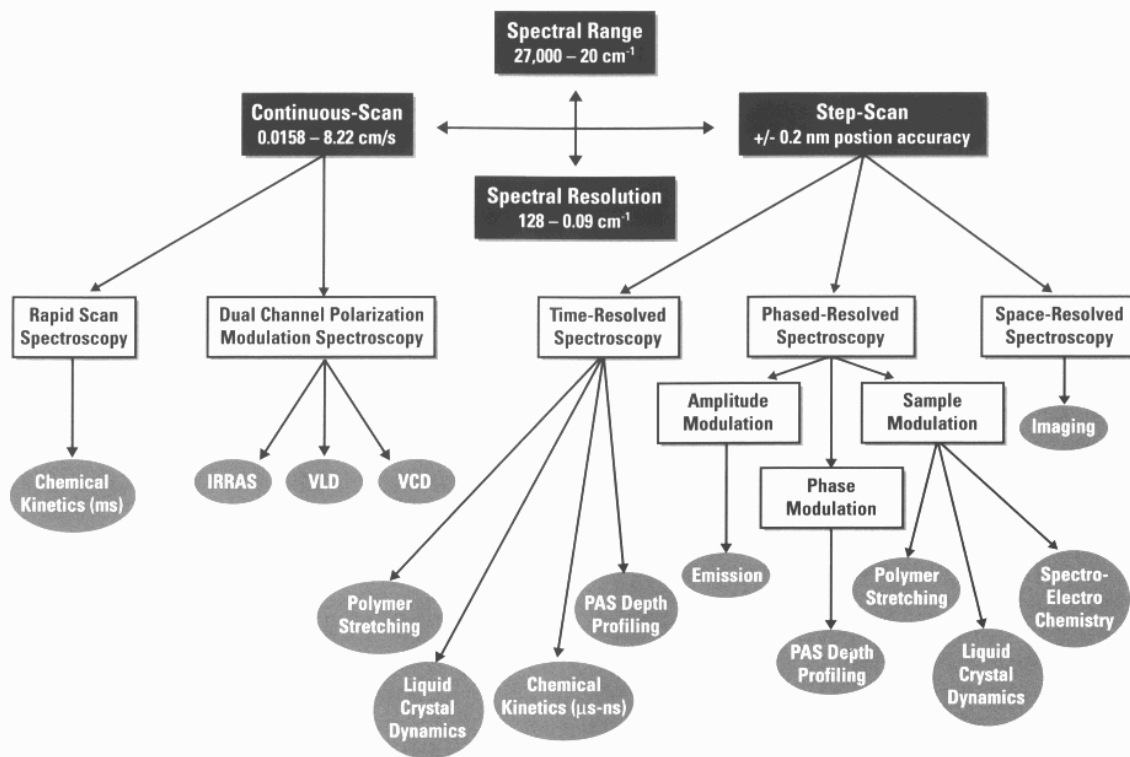 Spectral Range
27,000 – 20 cm⁻¹
Continuous-Scan
0.0158 – 8.22 cm/s
Step-Scan
+/- 0.2 nm postion accuracy
Spectral Resolution
128 – 0.09 cm⁻¹
Rapid Scan
Spectroscopy
Dual Channel Polarization
Modulation Spectroscopy
Time-Resolved
Spectroscopy
Phased-Resolved
Spectroscopy
Space-Resolved
Spectroscopy
Amplitude
Modulation
Sample
Modulation
Imaging
Chemical
Kinetics (ms)
IRRAS
VLD
VCD
Phase
Modulation
Emission
Polymer
Stretching
PAS Depth
Profiling
Polymer
Stretching
Spectro-
Electro
Chemistry
Liquid
Crystal
Dynamics
Chemical
Kinetics (μs-ns)
PAS Depth
Profiling
Liquid
Crystal
Dynamics